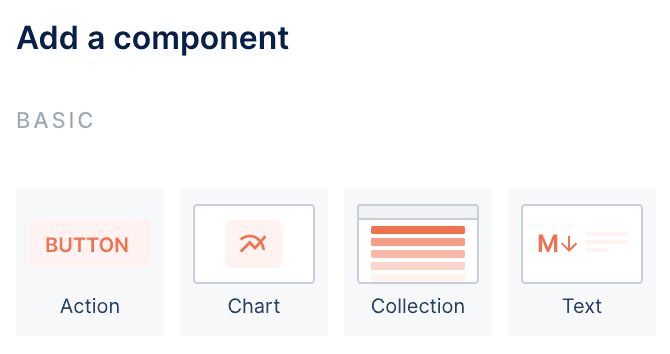 Add a component
BASIC
BUTTON
M↓
Action
Chart
Collection
Text